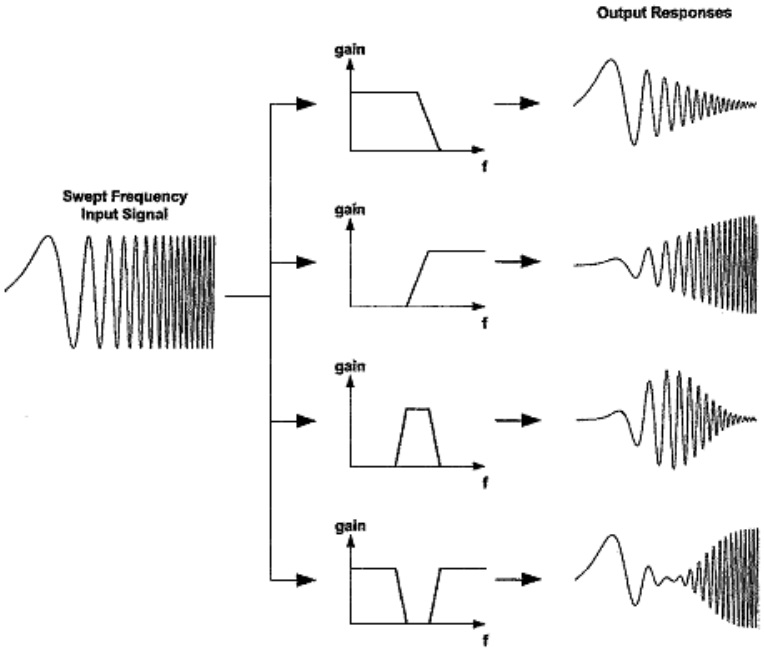 Output Responses
gain
f
Swept Frequency
Input Signal
gain
f
gain
f
gain
f